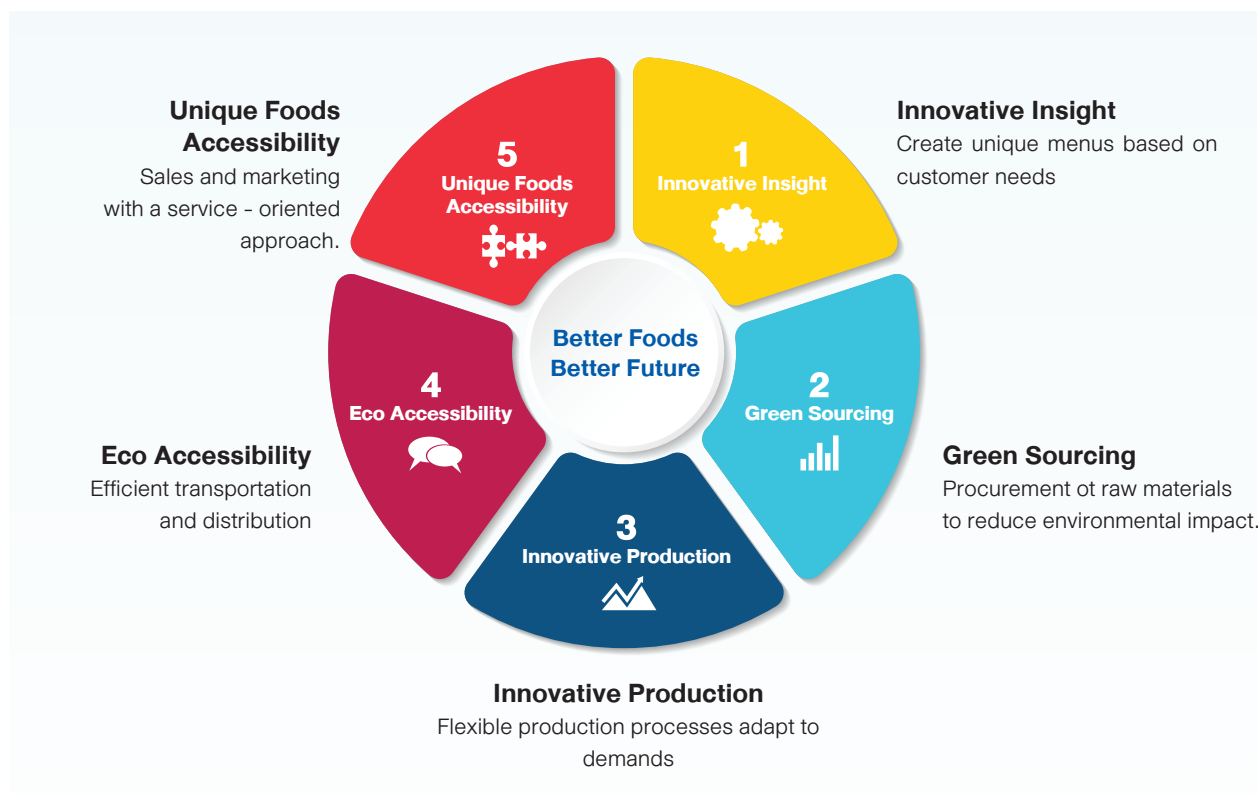 Unique Foods
Accessibility
Sales and marketing
with a service - oriented
approach.
5
Unique Foods
Accessibility
1
Innovative Insight
Innovative Insight
Create unique menus based on
customer needs
Better Foods
Better Future
4
Eco Accessibility
2
Green Sourcing
Eco Accessibility
Efficient transportation
and distribution
Green Sourcing
Procurement ot raw materials
to reduce environmental impact.
3
Innovative Production
Innovative Production
Flexible production processes adapt to
demands